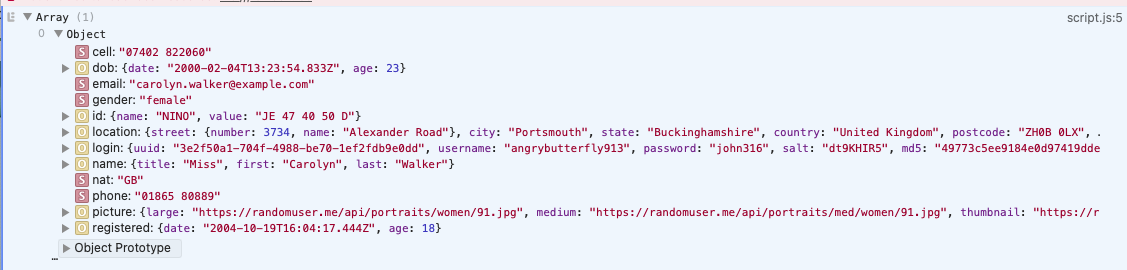 Array (1)
script.js:5
0
Object
S cell: "07402 822060"
O dob: {date: "2000-02-04T13:23:54.833Z", age: 23}
S email: "carolyn.walker@example.com"
S gender: "female"
O id: {name: "NINO", value: "JE 47 40 50 D"}
O location: {street: {number: 3734, name: "Alexander Road"}, city: "Portsmouth", state: "Buckinghamshire", country: "United Kingdom", postcode: "ZH0B 0LX", .
O login: {uuid: "3e2f50a1-704f-4988-be70-1ef2fdb9e0dd", username: "angrybutterfly913", password: "john316", salt: "dt9KHIR5", md5: "49773c5ee9184e0d97419dde
O name: {title: "Miss", first: "Carolyn", last: "Walker"}
S nat: "GB"
S phone: "01865 80889"
O picture: {large: "https://randomuser.me/api/portraits/women/91.jpg", medium: "https://randomuser.me/api/portraits/med/women/91.jpg", thumbnail: "https://r
O registered: {date: "2004-10-19T16:04:17.444Z", age: 18}
Object Prototype
…